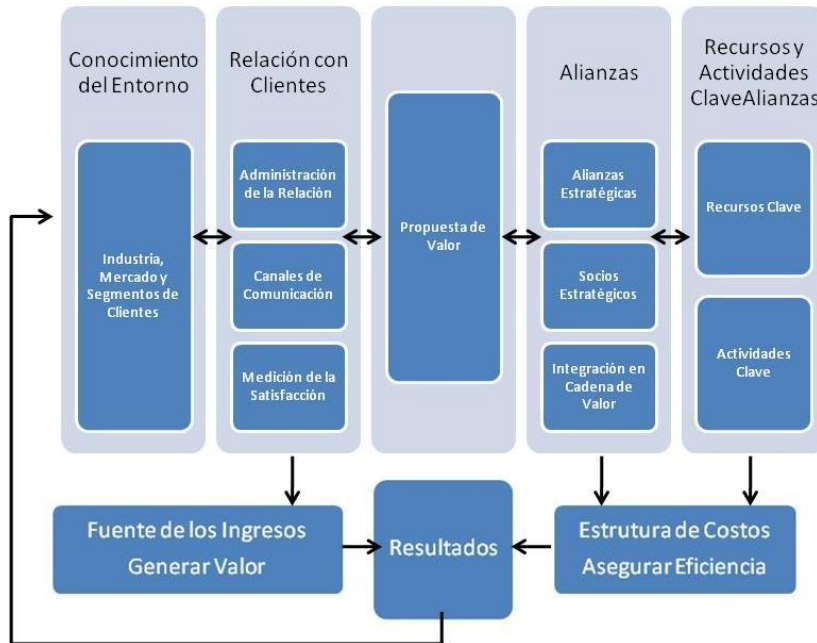 Conocimiento
del Entorno
Industria,
Mercado y
Segmentos de
Clientes
Relación con
Clientes
Administración
de la Relación
Canales de
Comunicación
Medición de la
Satisfacción
Propuesta de
Valor
Alianzas
Alianzas
Estratégicas
Socios
Estratégicos
Integración en
Cadena de
Valor
Recursos y
Actividades
ClaveAlianzas
Recursos Clave
Actividades
Clave
Fuente de los Ingresos
Generar Valor
Resultados
Estrutura de Costos
Asegurar Eficiencia